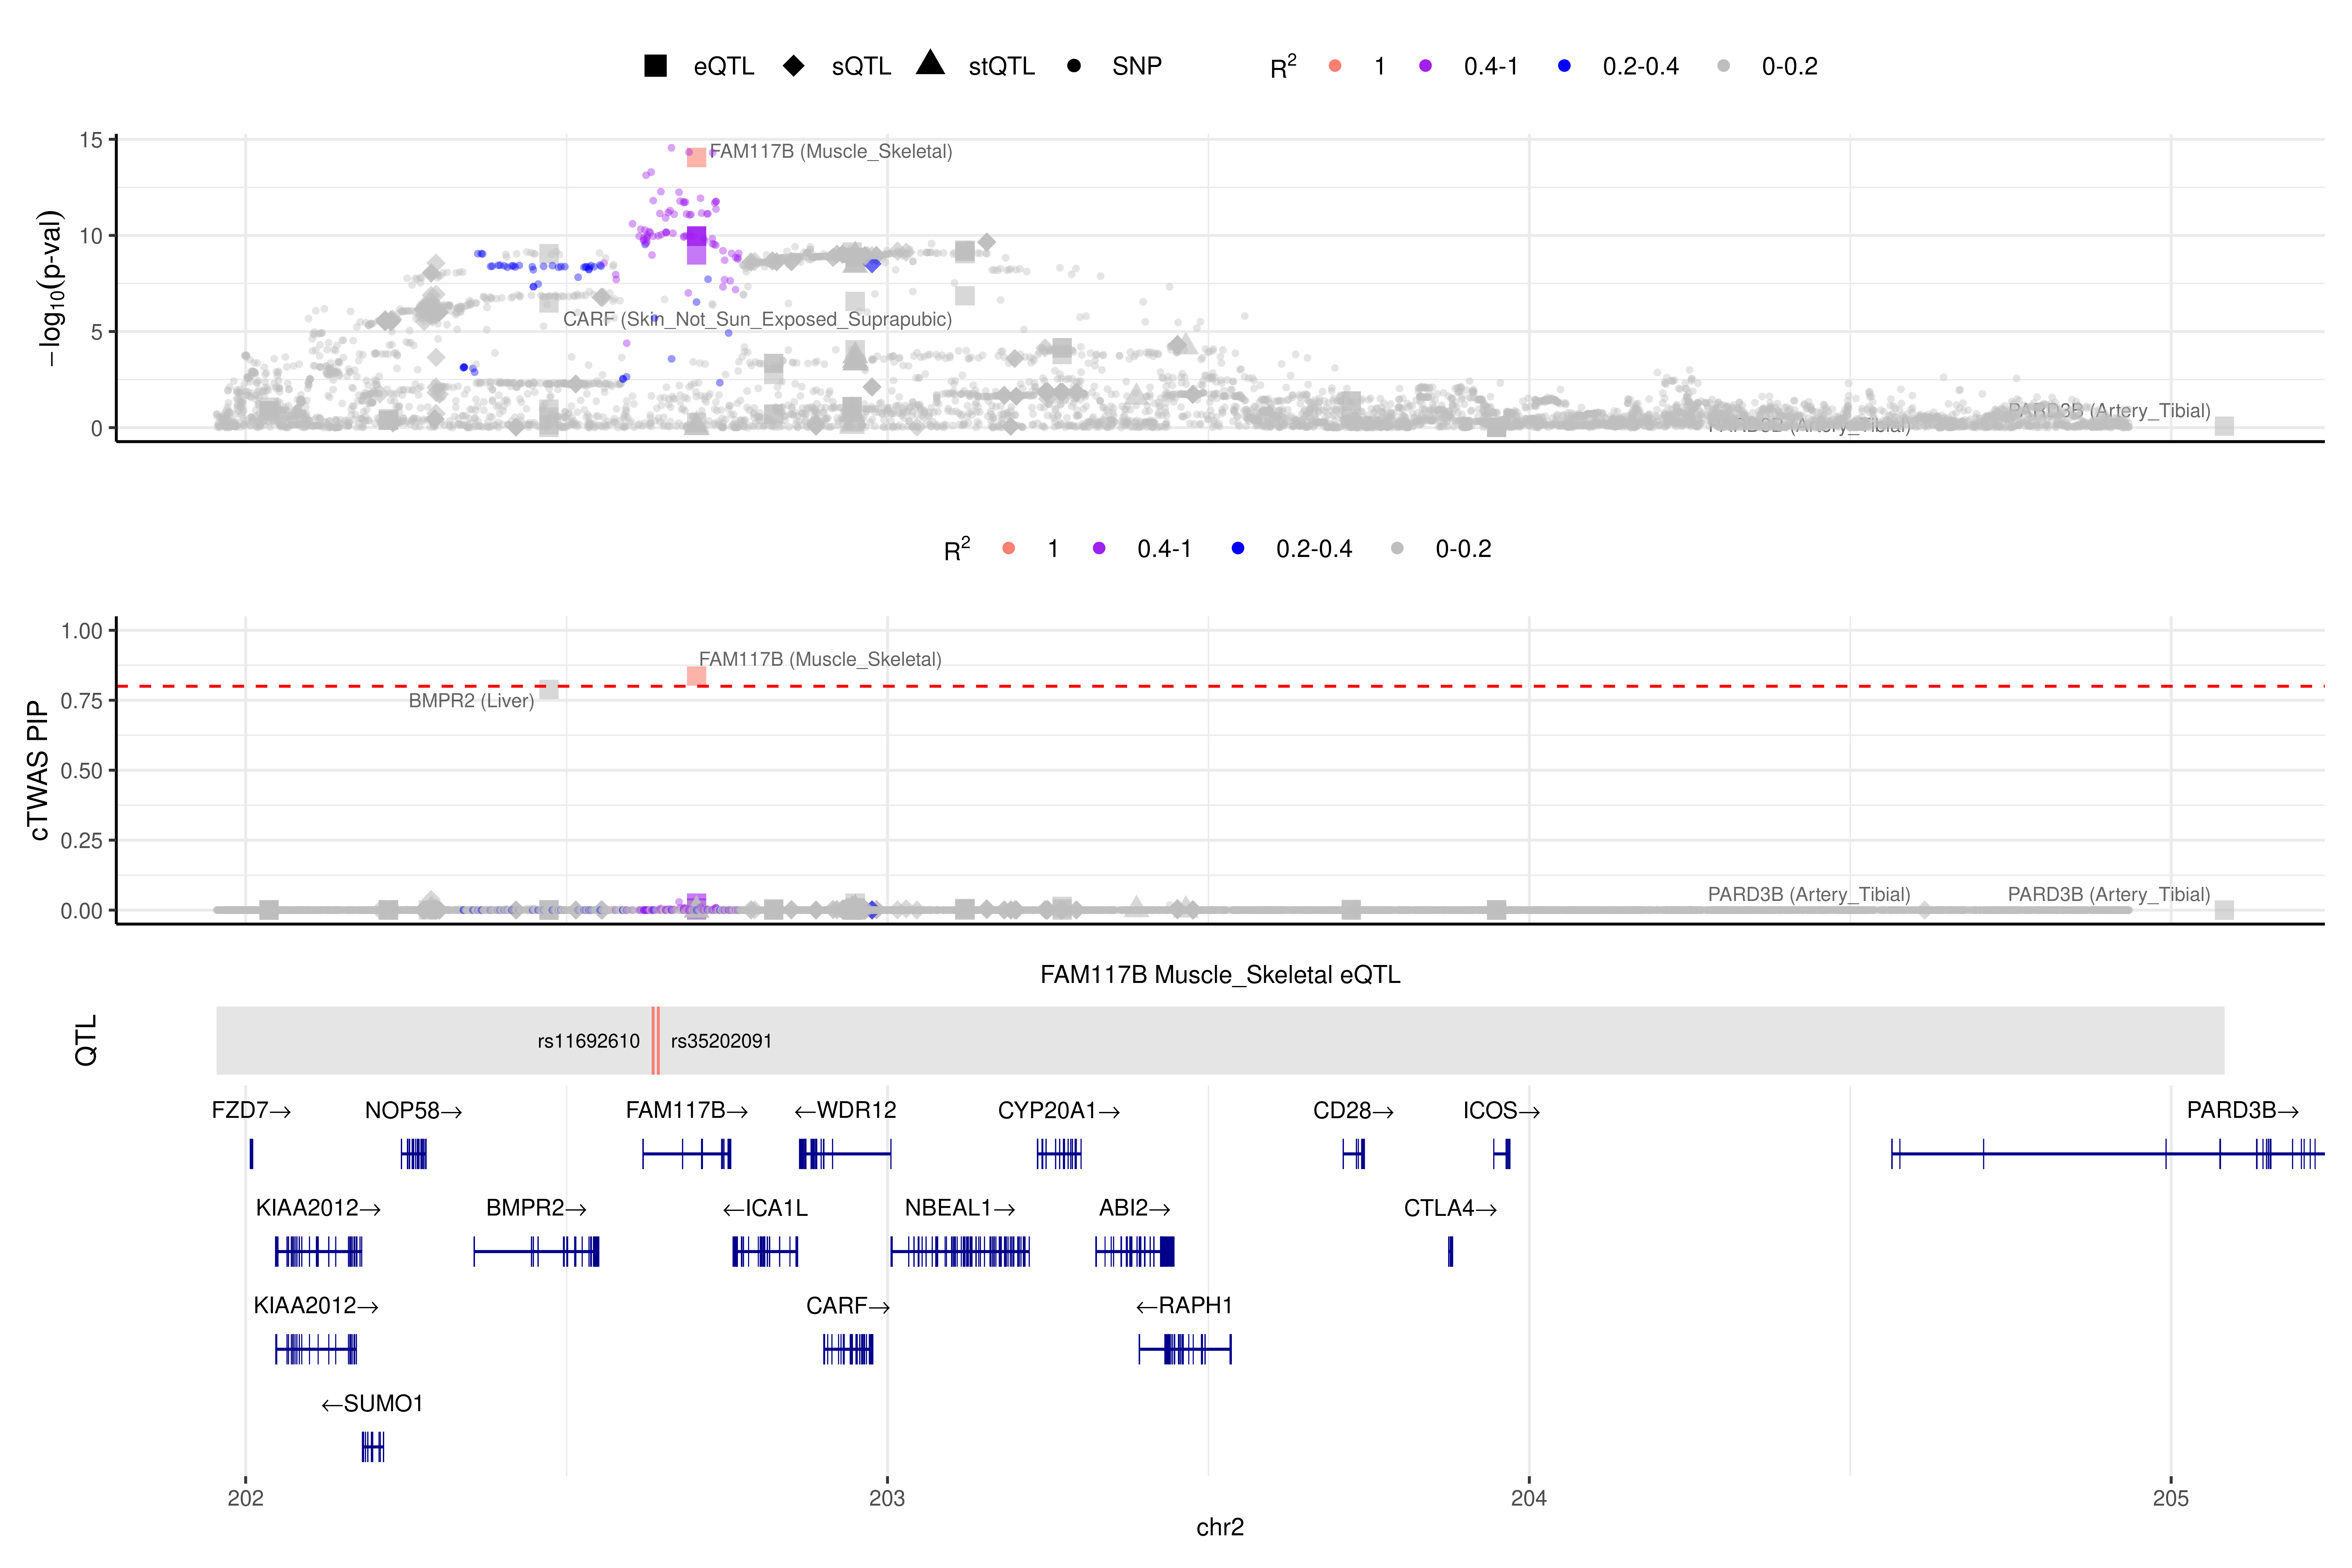 eQTL sQTL stQTL SNP R² 1 0.4-1 0.2-0.4 0-0.2
−log₁₀(p-val)
15
10
5
0
FAM117B (Muscle_Skeletal)
CARF (Skin_Not_Sun_Exposed_Suprapubic)
PARD3B (Artery_Tibial)
PARD3B (Artery_Tibial)
R² 1 0.4-1 0.2-0.4 0-0.2
cTWAS PIP
1.00
0.75
0.50
0.25
0.00
FAM117B (Muscle_Skeletal)
BMPR2 (Liver)
PARD3B (Artery_Tibial) PARD3B (Artery_Tibial)
FAM117B Muscle_Skeletal eQTL
QTL
rs11692610 rs35202091
FZD7→ NOP58→ FAM117B→ ←WDR12 CYP20A1→ CD28→ ICOS→ PARD3B→
KIAA2012→ BMPR2→ ←ICA1L NBEAL1→ ABI2→ CTLA4→
KIAA2012→ CARF→ ←RAPH1
←SUMO1
202 203 204 205
chr2